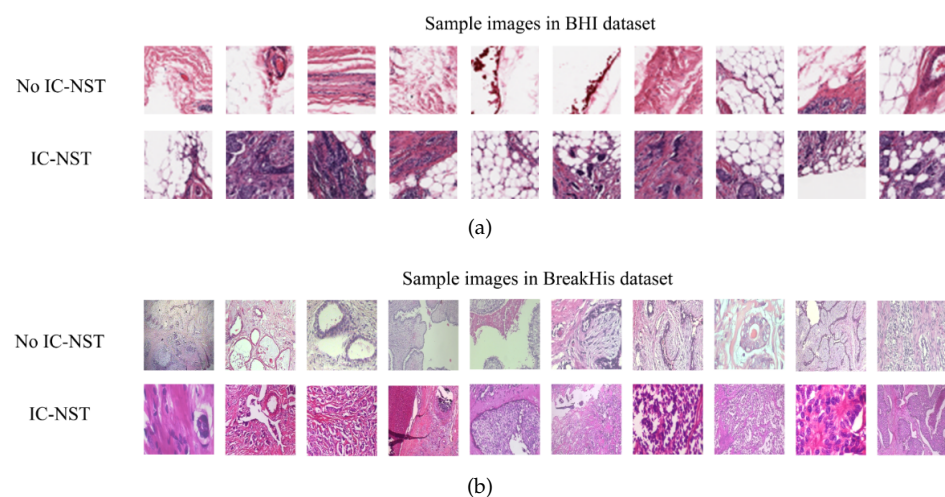 Sample images in BHI dataset
No IC-NST
IC-NST
(a)
Sample images in BreakHis dataset
No IC-NST
IC-NST
(b)